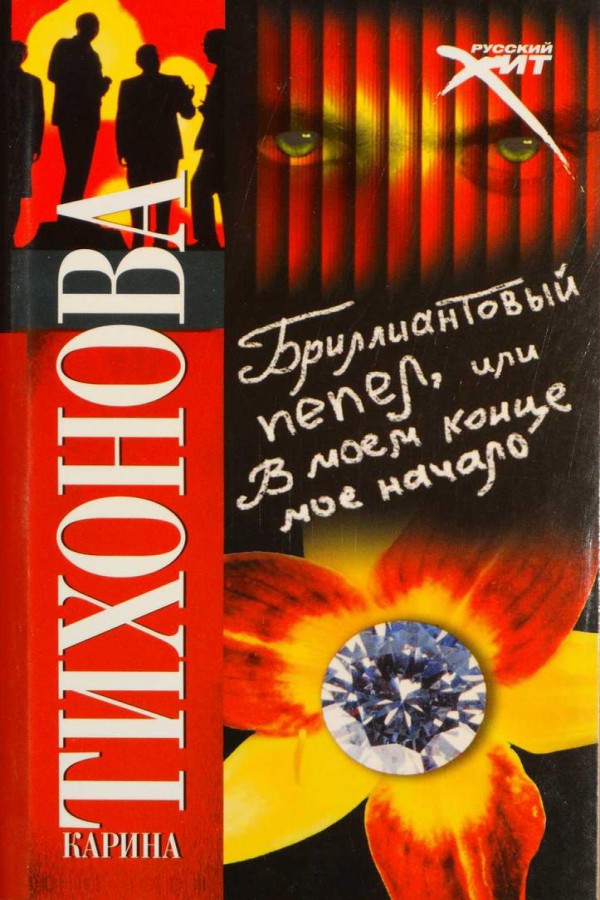 РУССКИЙ
ХИТ
КАРИНА
ТИХОНОВА
Бриллиантовый
пепел, или
В моем конце
мое начало